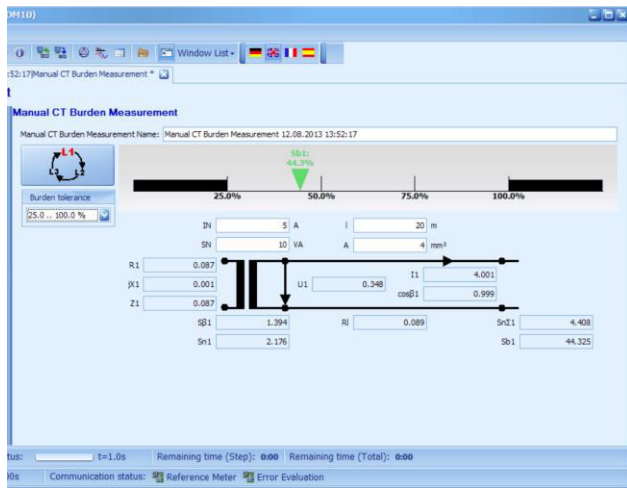 OM10)
Window List
:52:17|Manual CT Burden Measurement *
t
Manual CT Burden Measurement
Manual CT Burden Measurement Name: Manual CT Burden Measurement 12.08.2013 13:52:17
L1
L3 L2
Sb1:
44.3%
25.0% 50.0% 75.0% 100.0%
Burden tolerance
25.0 .. 100.0 %
IN 5 A l 20 m
SN 10 VA A 4 mm²
R1 0.087
jX1 0.001
Z1 0.087
U1 0.348
I1 4.001
cosβ1 0.999
Sβ1 1.394 Rl 0.089 SnΣ1 4.408
Sn1 2.176 Sb1 44.325
tus: t=1.0s Remaining time (Step): 0:00 Remaining time (Total): 0:00
00s Communication status: Reference Meter Error Evaluation